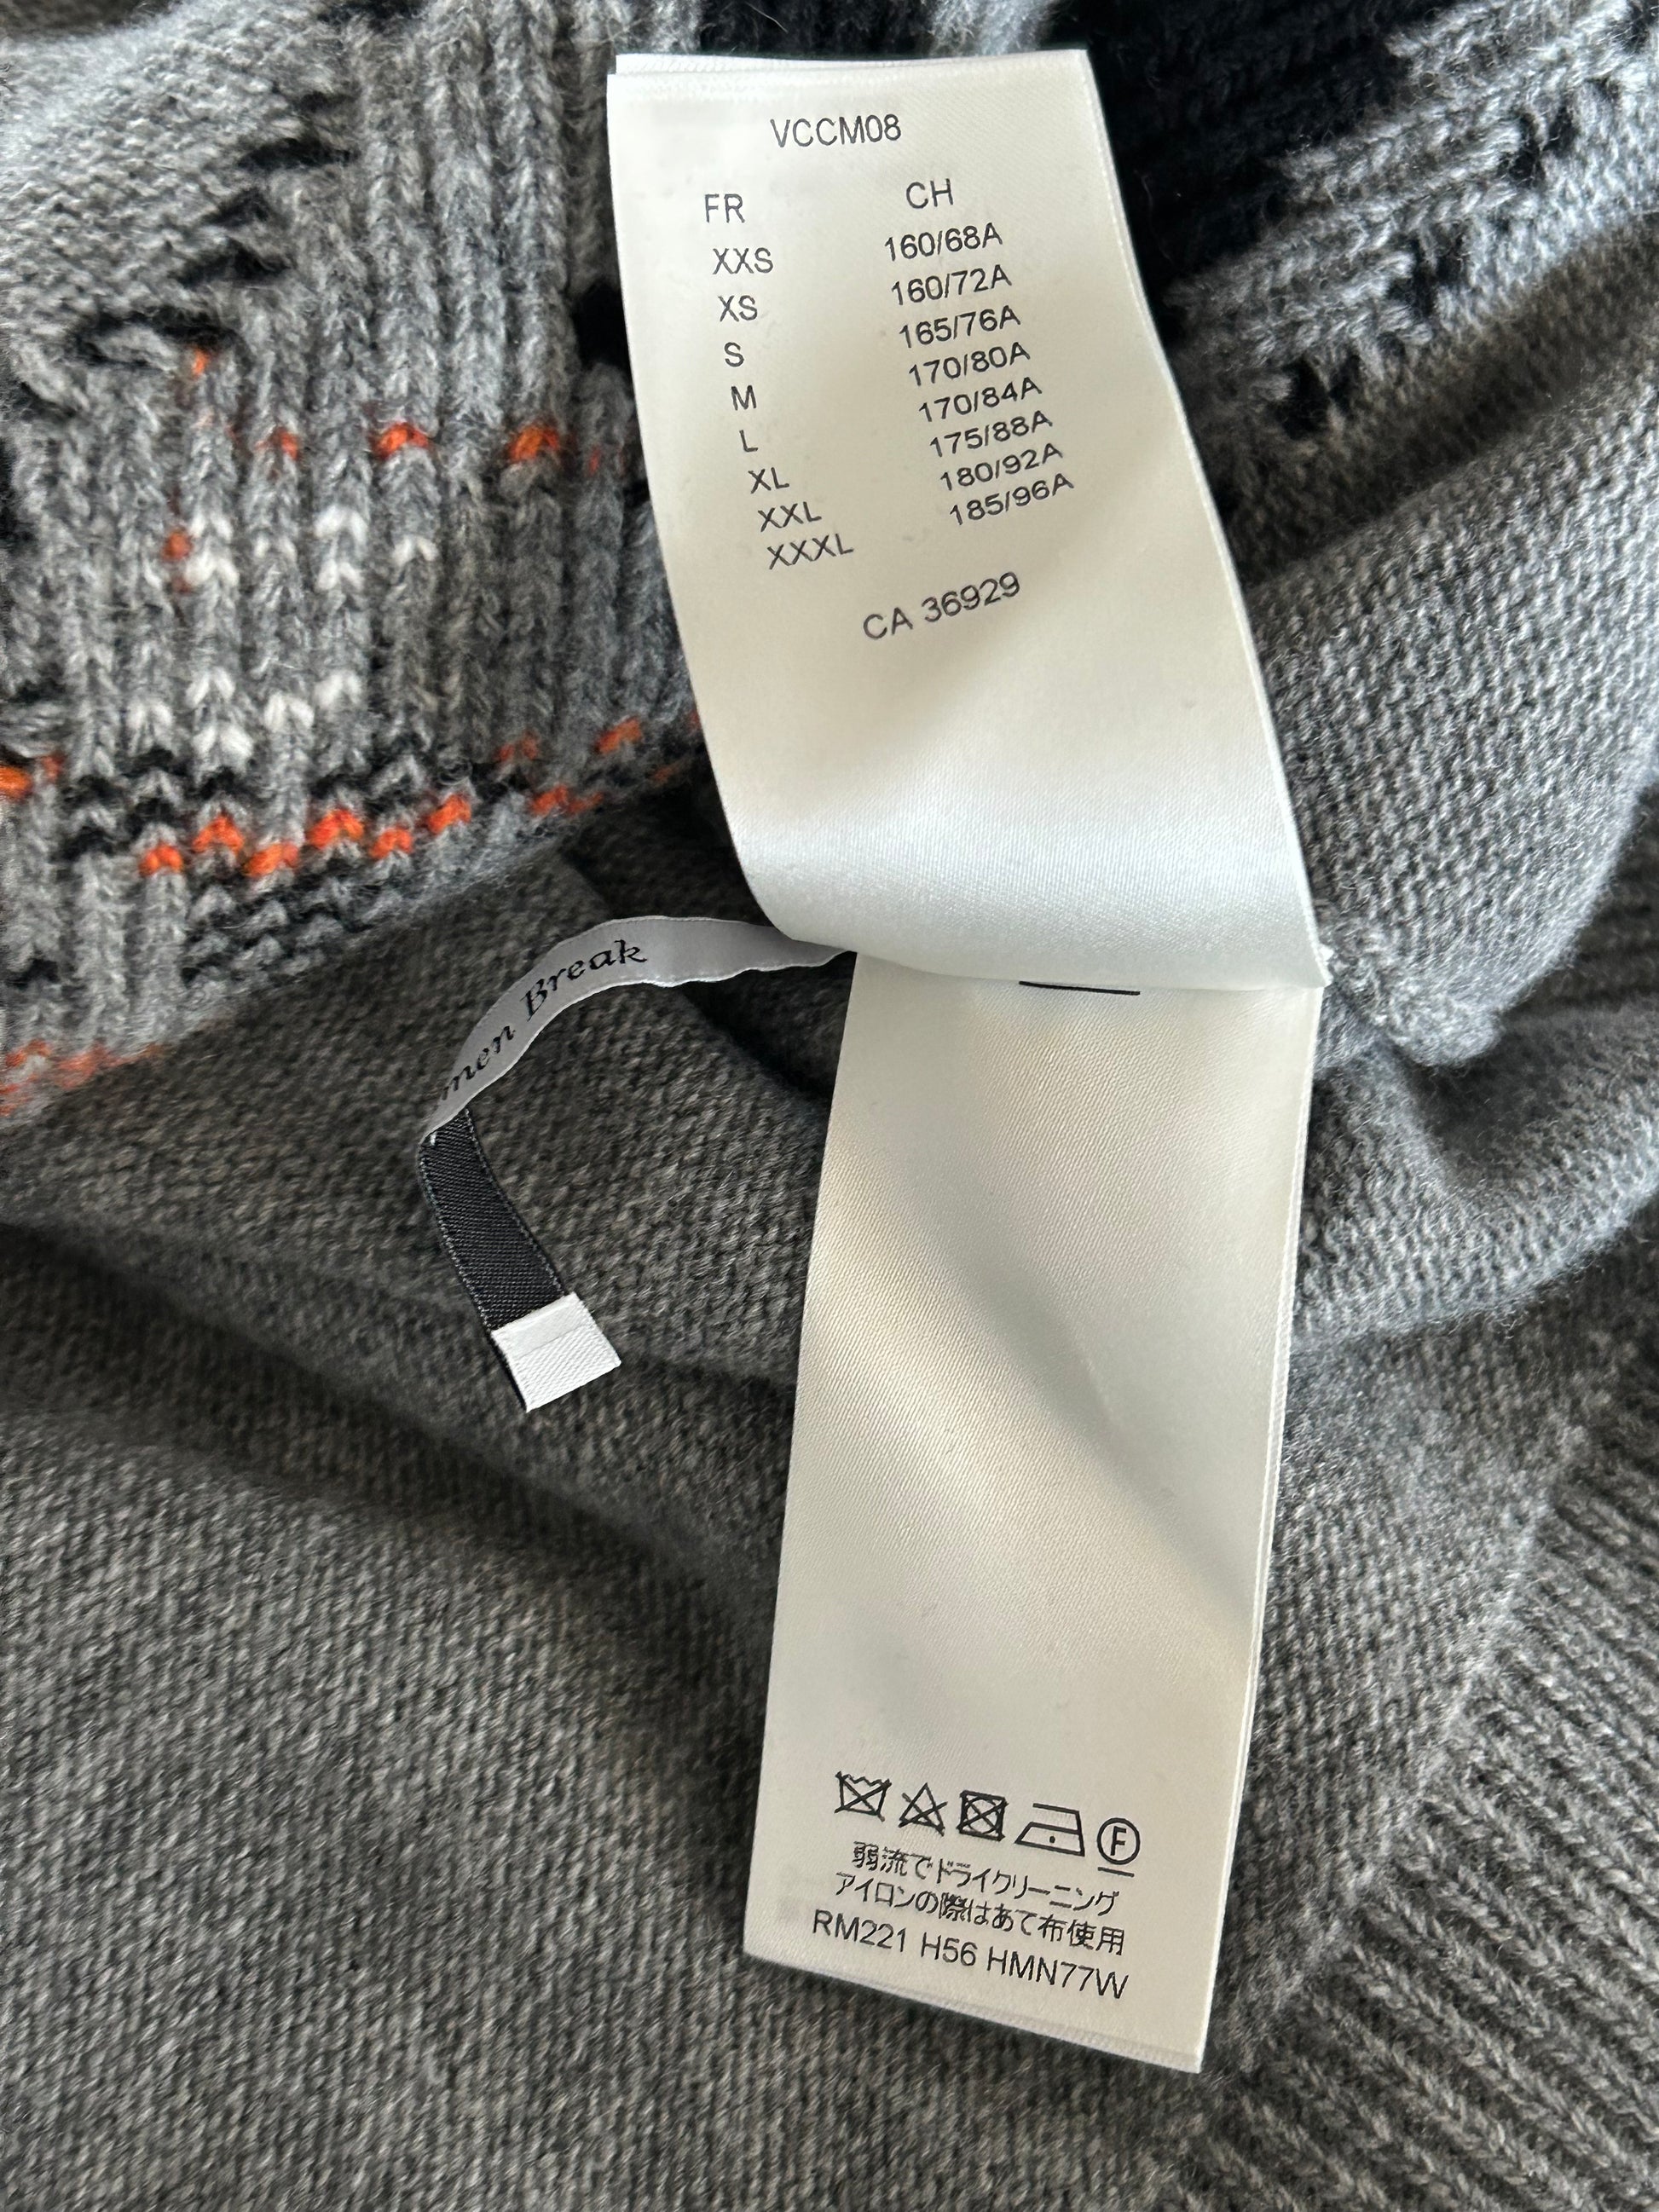 VCCM08
FR CH
XXS 160/68A
XS 160/72A
S 165/76A
M 170/80A
L 170/84A
XL 175/88A
XXL 180/92A
XXXL 185/96A
CA 36929
Break
F
弱流でドライクリーニング
アイロンの際はあて布使用
RM221 H56 HMN77W